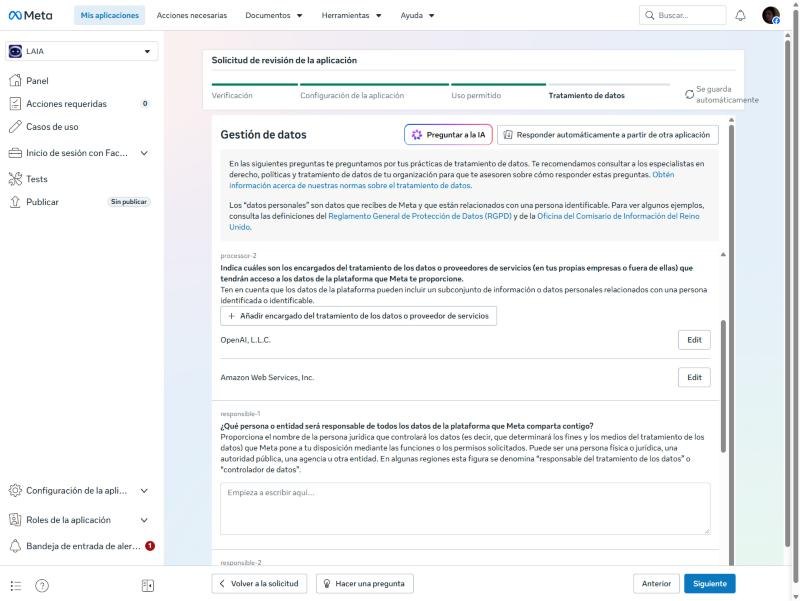 Meta
Mis aplicaciones
Acciones necesarias
Documentos
Herramientas
Ayuda
Buscar...
LAIA
Panel
Acciones requeridas
0
Casos de uso
Inicio de sesión con Fac...
Tests
Publicar
Sin publicar
Configuración de la apli...
Roles de la aplicación
Bandeja de entrada de aler...
1
Solicitud de revisión de la aplicación
Verificación
Configuración de la aplicación
Uso permitido
Tratamiento de datos
Se guarda
automáticamente
Gestión de datos
Preguntar a la IA
Responder automáticamente a partir de otra aplicación
En las siguientes preguntas te preguntamos por tus prácticas de tratamiento de datos. Te recomendamos consultar a los especialistas en
derecho, políticas y tratamiento de datos de tu organización para que te asesoren sobre cómo responder estas preguntas. Obtén
información acerca de nuestras normas sobre el tratamiento de datos.
Los "datos personales" son datos que recibes de Meta y que están relacionados con una persona identificable. Para ver algunos ejemplos,
consulta las definiciones del Reglamento General de Protección de Datos (RGPD) y de la Oficina del Comisario de Información del Reino
Unido.
processor-2
Indica cuáles son los encargados del tratamiento de los datos o proveedores de servicios (en tus propias empresas o fuera de ellas) que
tendrán acceso a los datos de la plataforma que Meta te proporcione.
Ten en cuenta que los datos de la plataforma pueden incluir un subconjunto de información o datos personales relacionados con una persona
identificada o identificable.
+ Añadir encargado del tratamiento de los datos o proveedor de servicios
OpenAI, L.L.C.
Edit
Amazon Web Services, Inc.
Edit
responsible-1
¿Qué persona o entidad será responsable de todos los datos de la plataforma que Meta comparta contigo?
Proporciona el nombre de la persona jurídica que controlará los datos (es decir, que determinará los fines y los medios del tratamiento de los
datos) que Meta pone a tu disposición mediante las funciones o los permisos solicitados. Puede ser una persona física o jurídica, una
autoridad pública, una agencia u otra entidad. En algunas regiones esta figura se denomina "responsable del tratamiento de los datos" o
"controlador de datos".
Empieza a escribir aquí...
responsible-2
Volver a la solicitud
Hacer una pregunta
Anterior
Siguiente